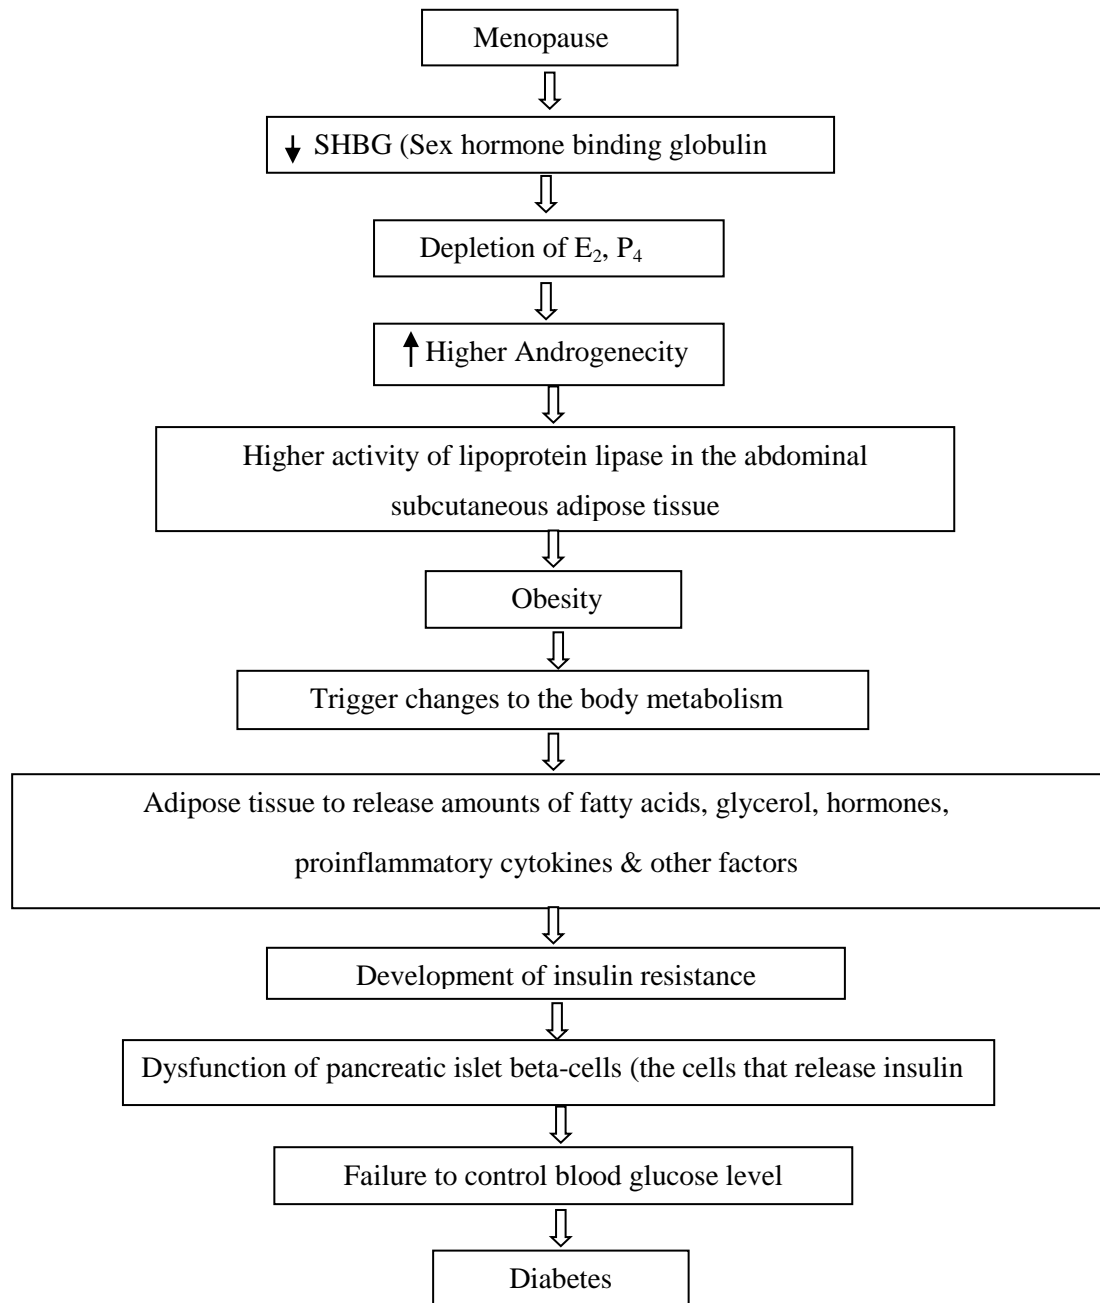 Menopause
SHBG (Sex hormone binding globulin
Depletion of E₂, P₄
Higher Androgenecity
Higher activity of lipoprotein lipase in the abdominal
subcutaneous adipose tissue
Obesity
Trigger changes to the body metabolism
Adipose tissue to release amounts of fatty acids, glycerol, hormones,
proinflammatory cytokines & other factors
Development of insulin resistance
Dysfunction of pancreatic islet beta-cells (the cells that release insulin
Failure to control blood glucose level
Diabetes